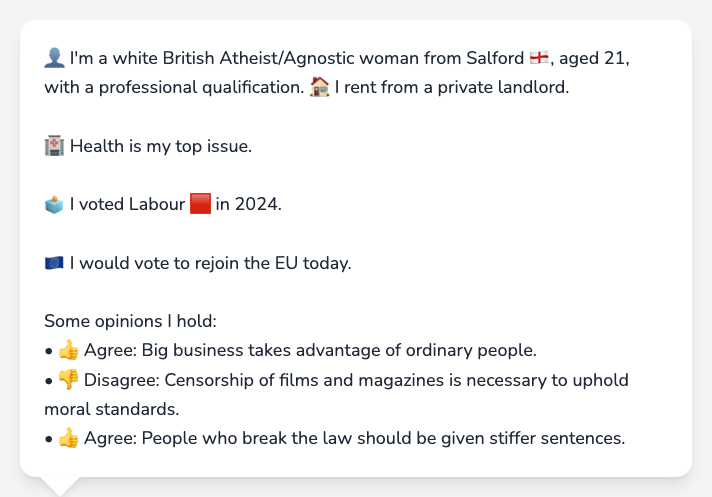 👤 I'm a white British Atheist/Agnostic woman from Salford 🏴󠁧󠁢󠁥󠁮󠁧󠁿, aged 21,
with a professional qualification. 🏠 I rent from a private landlord.
🏥 Health is my top issue.
🗳️ I voted Labour 🟥 in 2024.
🇪🇺 I would vote to rejoin the EU today.
Some opinions I hold:
• 👍 Agree: Big business takes advantage of ordinary people.
• 👎 Disagree: Censorship of films and magazines is necessary to uphold
moral standards.
• 👍 Agree: People who break the law should be given stiffer sentences.